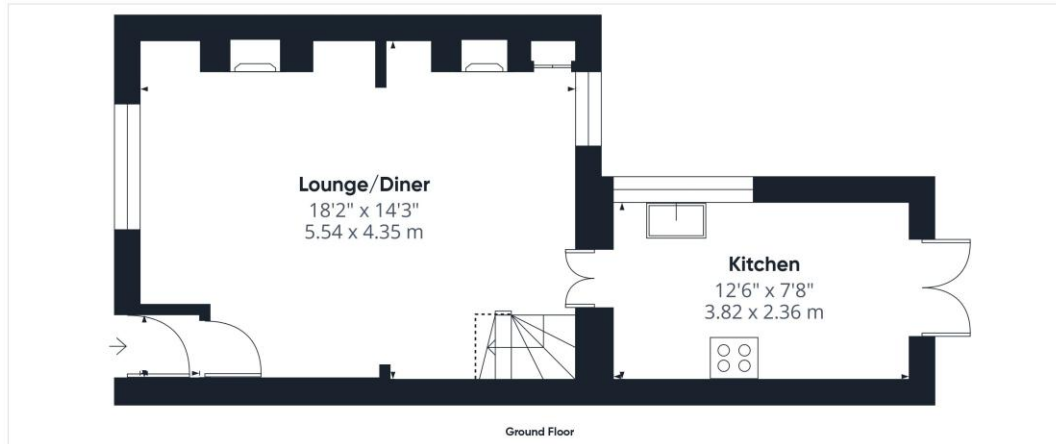 Lounge/Diner
18'2" x 14'3"
5.54 x 4.35 m
Kitchen
12'6" x 7'8"
3.82 x 2.36 m
Ground Floor